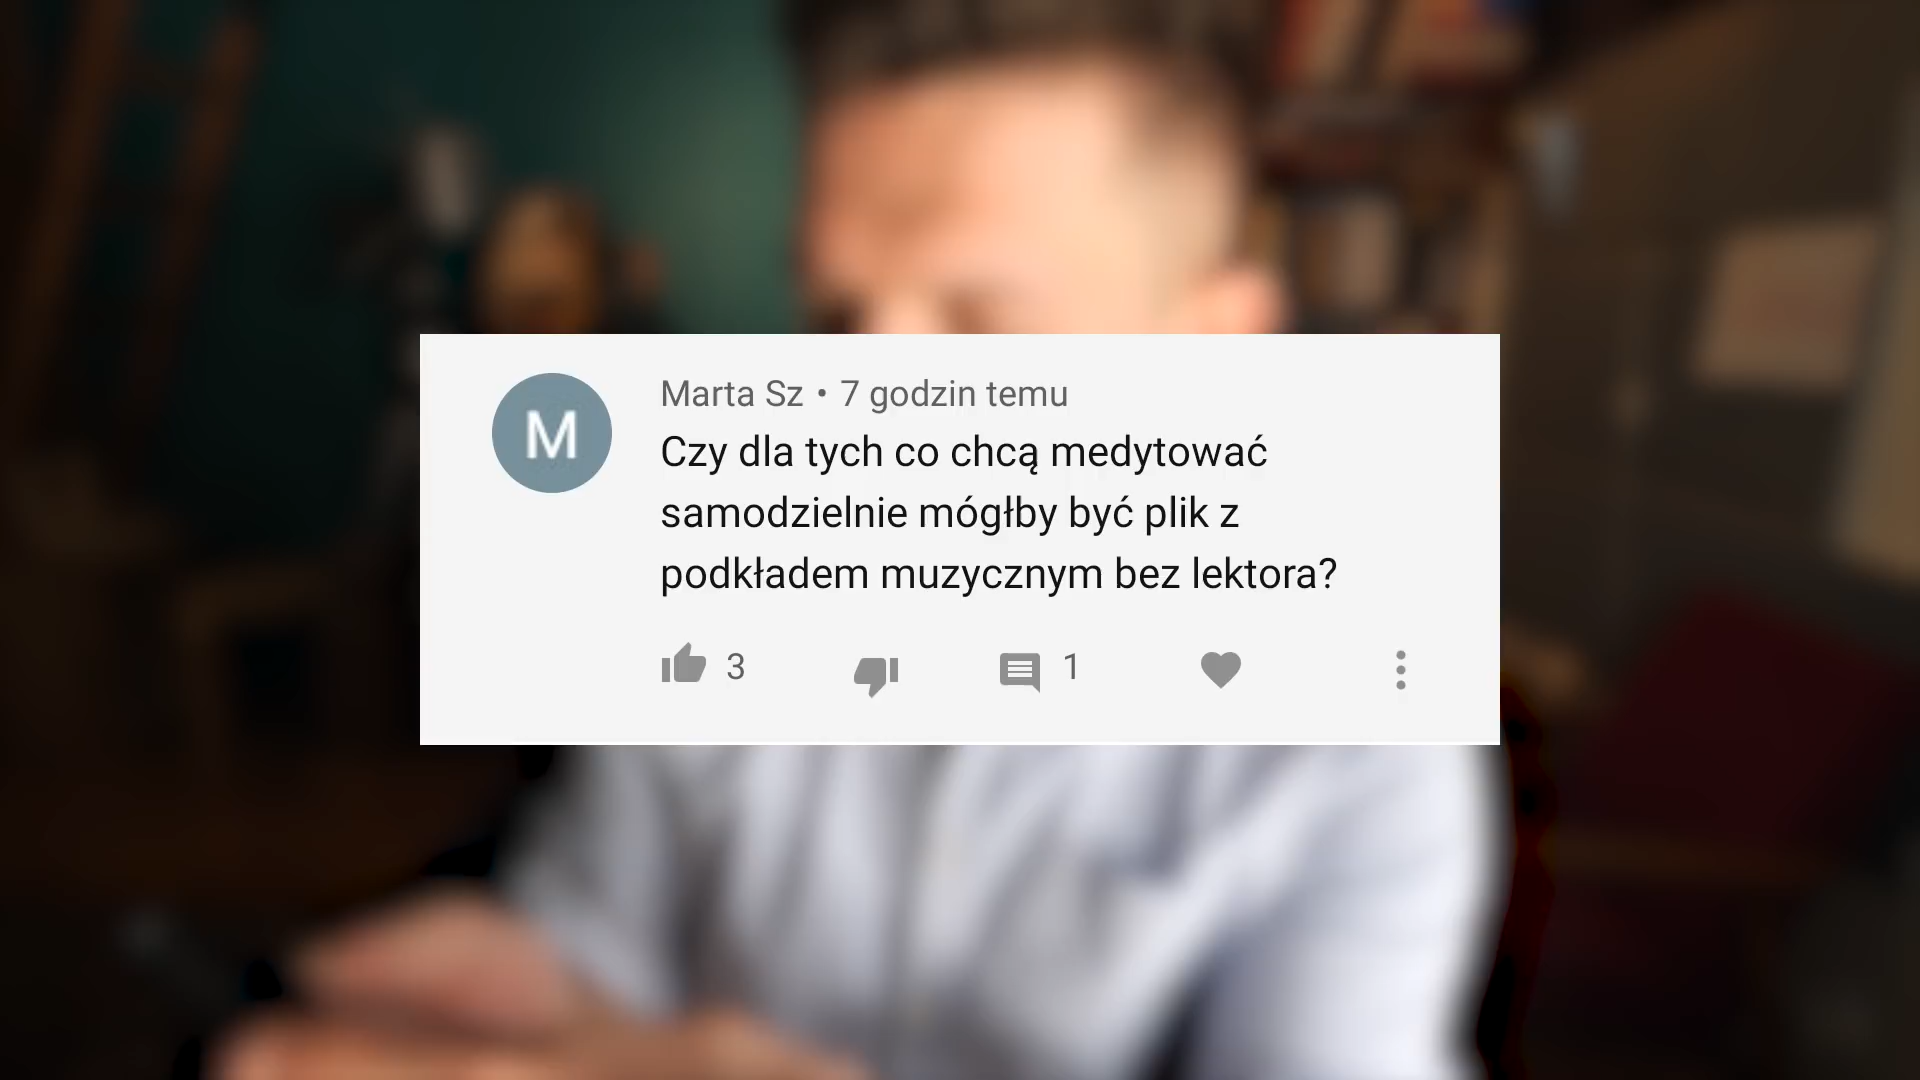 M
Marta Sz • 7 godzin temu
Czy dla tych co chcą medytować
samodzielnie mógłby być plik z
podkładem muzycznym bez lektora?
3
1